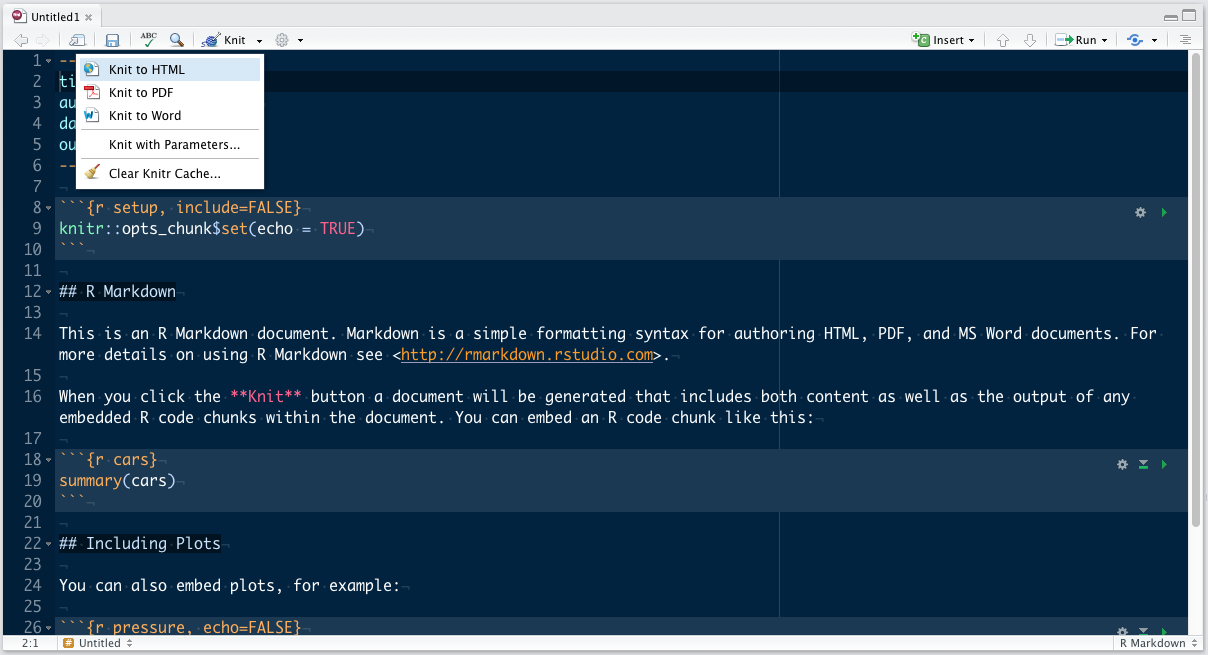 Untitled1
ABC Knit Insert Run
1 --
2 ti
3 au
4 da
5 ou
6 --
7
Knit to HTML
Knit to PDF
Knit to Word
Knit with Parameters...
Clear Knitr Cache...
8 ```{r setup, include=FALSE}
9 knitr::opts_chunk$set(echo = TRUE)
10 ```
11
12 ## R Markdown
13
14 This is an R Markdown document. Markdown is a simple formatting syntax for authoring HTML, PDF, and MS Word documents. For
more details on using R Markdown see <http://rmarkdown.rstudio.com>.
15
16 When you click the **Knit** button a document will be generated that includes both content as well as the output of any
embedded R code chunks within the document. You can embed an R code chunk like this:
17
18 ```{r cars}
19 summary(cars)
20 ```
21
22 ## Including Plots
23
24 You can also embed plots, for example:
25
26 ```{r pressure, echo=FALSE}
2:1 # Untitled R Markdown